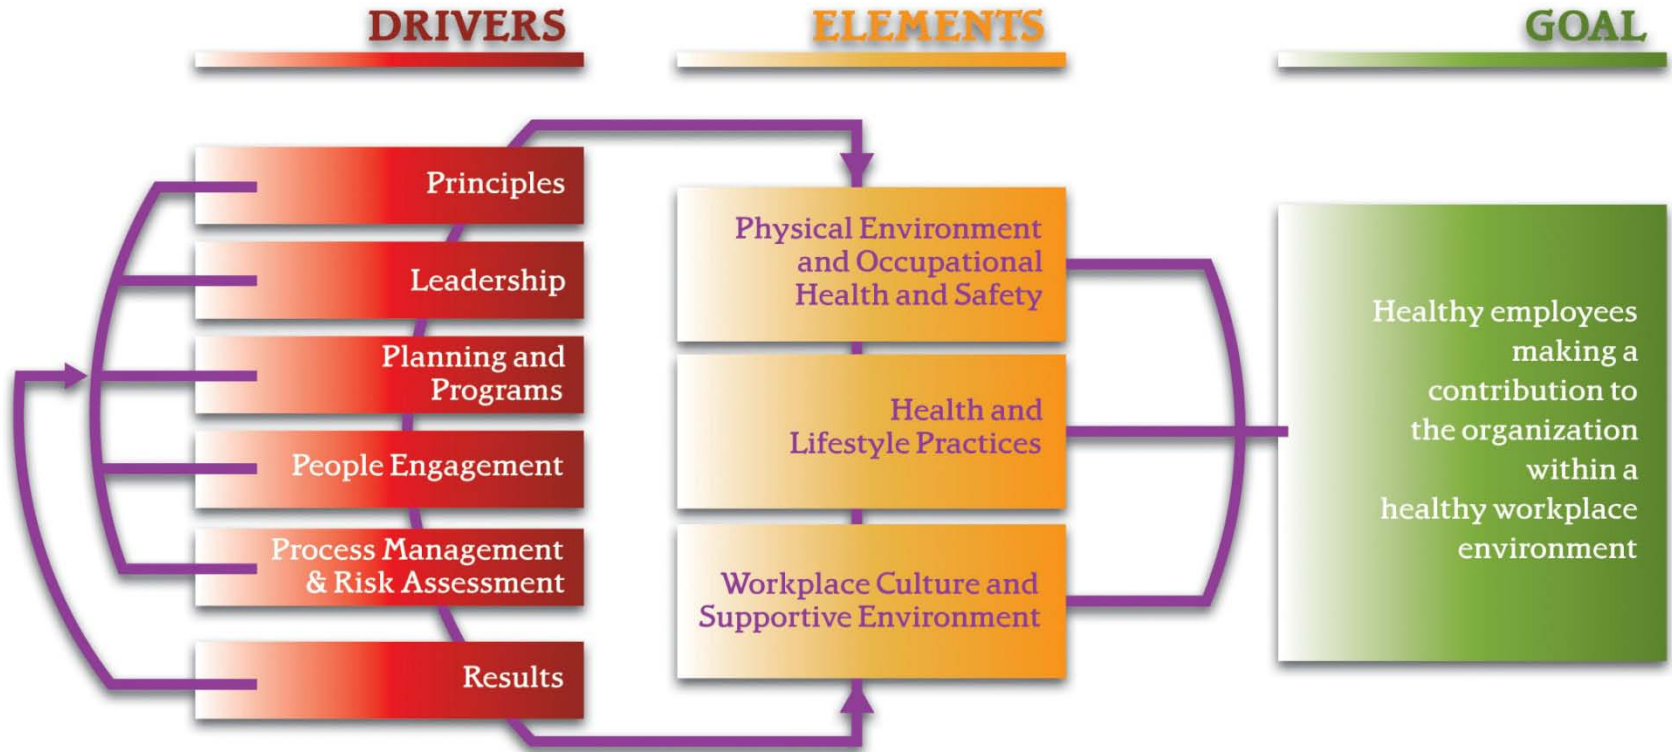 DRIVERS
ELEMENTS
GOAL
Principles
Leadership
Planning and
Programs
People Engagement
Process Management
& Risk Assessment
Results
Physical Environment
and Occupational
Health and Safety
Health and
Lifestyle Practices
Workplace Culture and
Supportive Environment
Healthy employees
making a
contribution to
the organization
within a
healthy workplace
environment